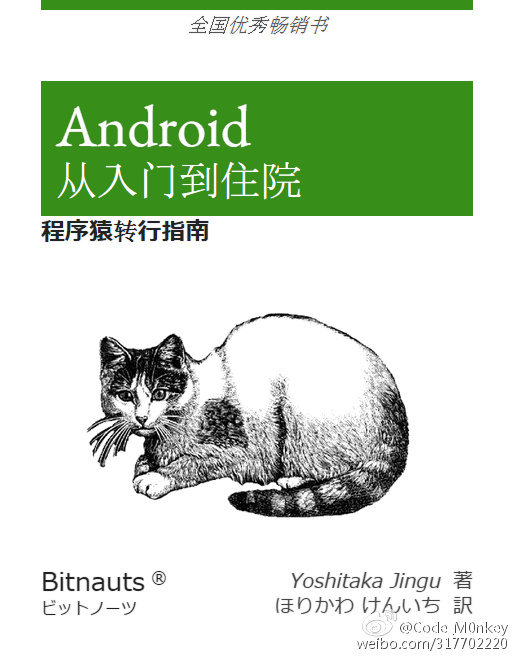 全国优秀畅销书
Android
从入门到住院
程序猿转行指南
Bitnauts ®
ビットノーツ
Yoshitaka Jingu 著
ほりかわ けんいち 訳
@Code_M0nkey
weibo.com/317702220